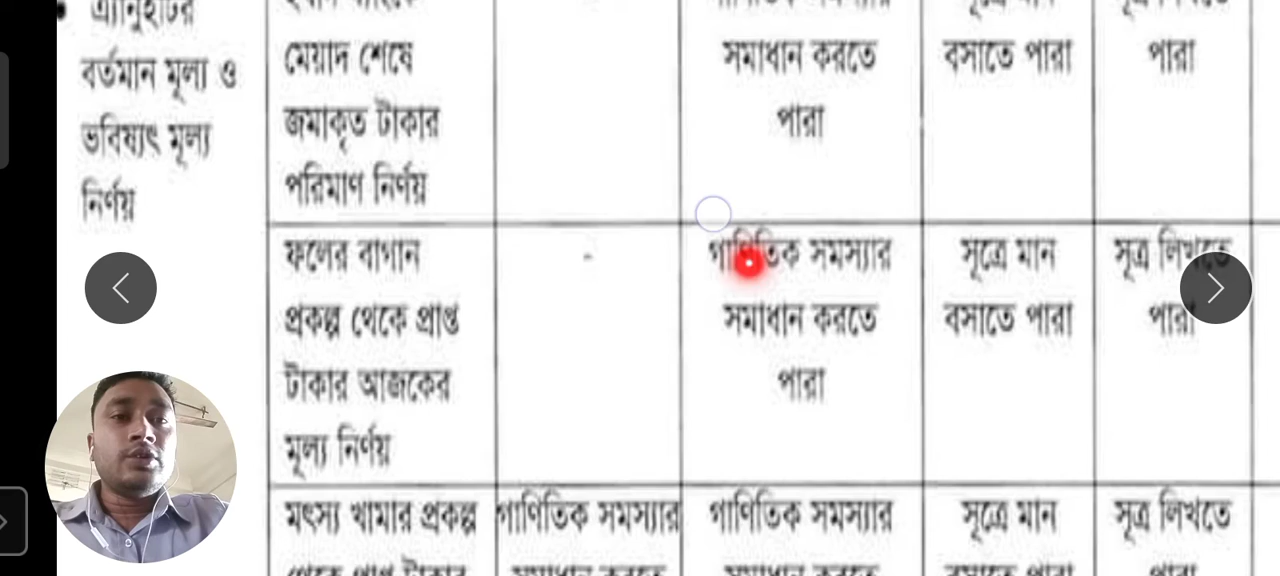 এ্যানুইটির
বর্তমান মূল্য ও
ভবিষ্যৎ মূল্য
নির্ণয়
মেয়াদ শেষে
জমাকৃত টাকার
পরিমাণ নির্ণয়
সমাধান করতে
পারা
বসাতে পারা
পারা
ফলের বাগান
প্রকল্প থেকে প্রাপ্ত
টাকার আজকের
মূল্য নির্ণয়
-
গাণিতিক সমস্যার
সমাধান করতে
পারা
সূত্রে মান
বসাতে পারা
সূত্র লিখতে
পারা
মৎস্য খামার প্রকল্প
গাণিতিক সমস্যার
গাণিতিক সমস্যার
সূত্রে মান
সূত্র লিখতে